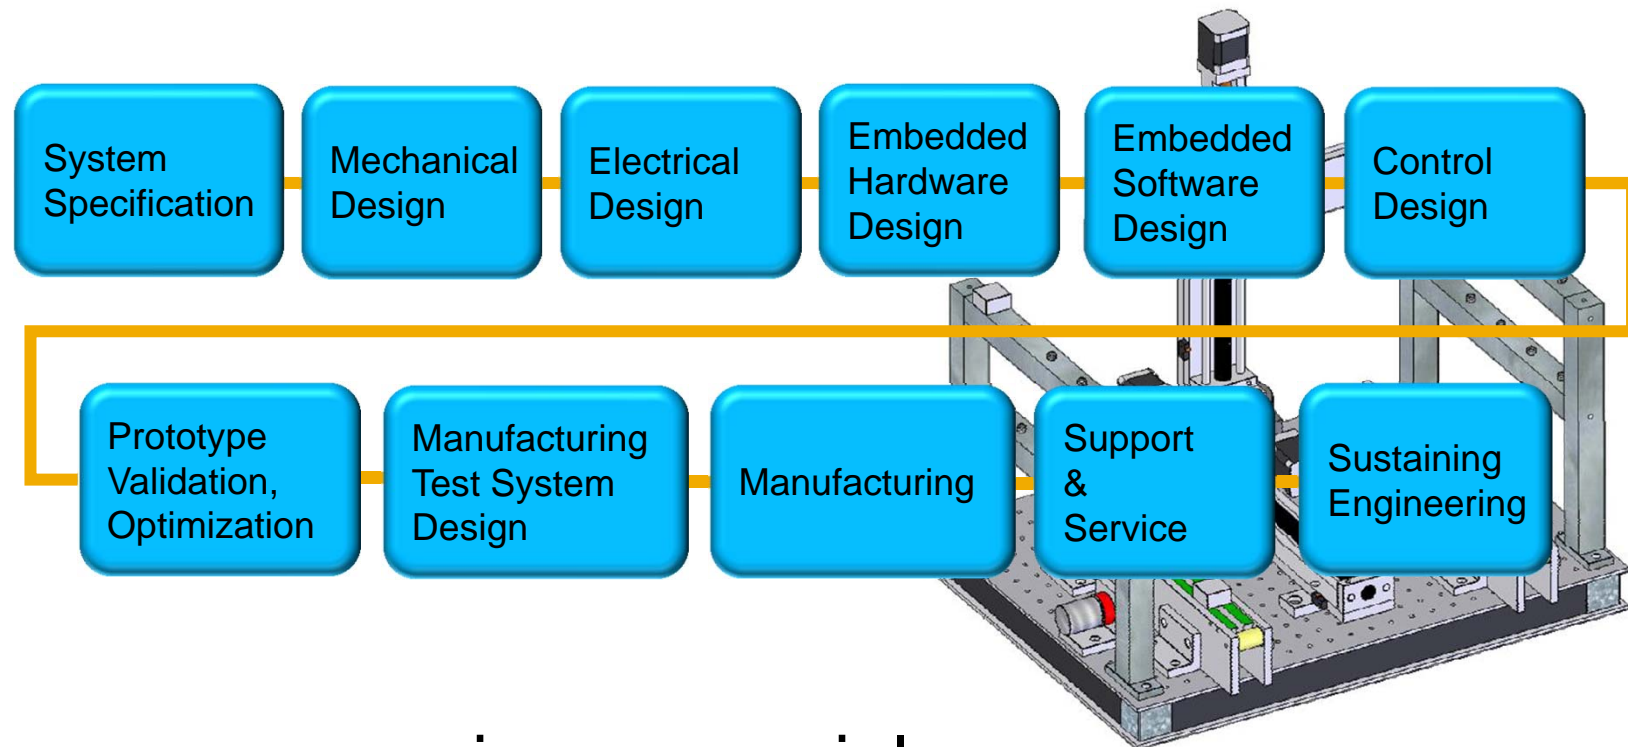 System
Specification
Mechanical
Design
Electrical
Design
Embedded
Hardware
Design
Embedded
Software
Design
Control
Design
Prototype
Validation,
Optimization
Manufacturing
Test System
Design
Manufacturing
Support
&
Service
Sustaining
Engineering